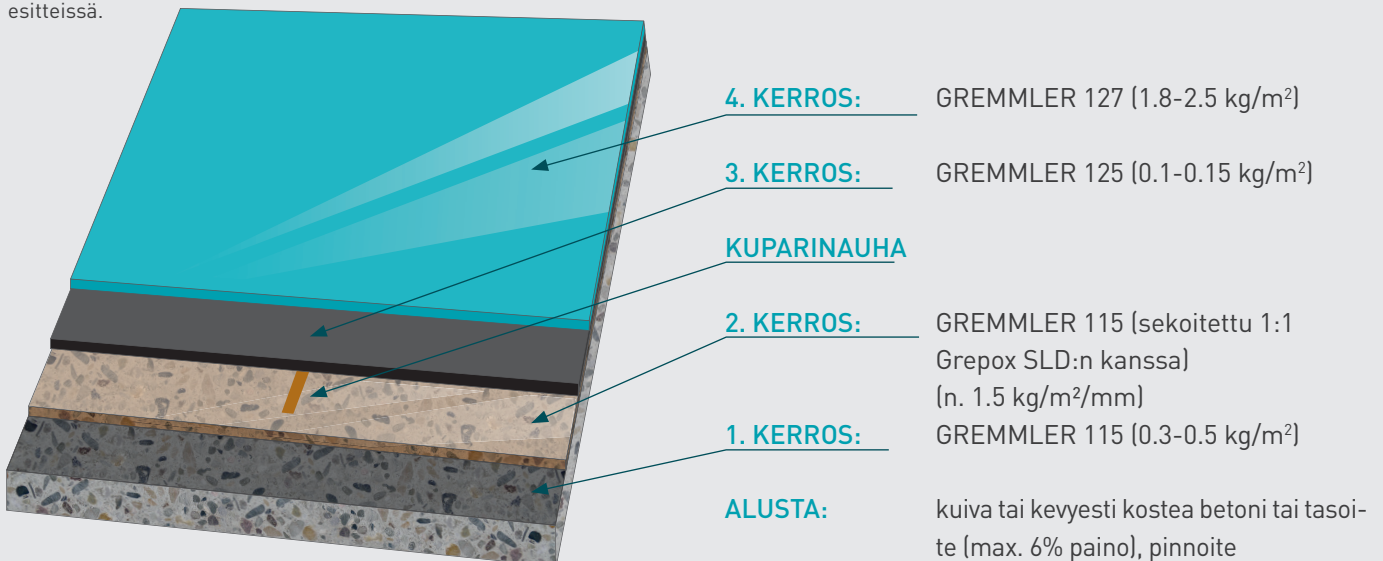 esitteissä.
4. KERROS: GREMMLER 127 (1.8-2.5 kg/m²)
3. KERROS: GREMMLER 125 (0.1-0.15 kg/m²)
KUPARINAUHA
2. KERROS: GREMMLER 115 (sekoitettu 1:1
Grepox SLD:n kanssa)
(n. 1.5 kg/m²/mm)
1. KERROS: GREMMLER 115 (0.3-0.5 kg/m²)
ALUSTA: kuiva tai kevyesti kostea betoni tai tasoi-
te (max. 6% paino), pinnoite